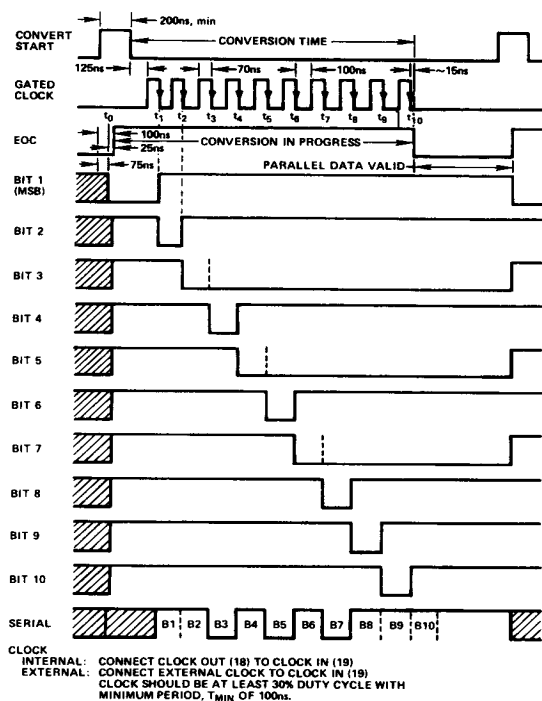 200ns, min
CONVERT START
CONVERSION TIME
125ns
70ns
100ns
~15ns
GATED CLOCK
t0
t1
t2
t3
t4
t5
t6
t7
t8
t9
t10
EOC
100ns
CONVERSION IN PROGRESS
25ns
PARALLEL DATA VALID
75ns
BIT 1 (MSB)
BIT 2
BIT 3
BIT 4
BIT 5
BIT 6
BIT 7
BIT 8
BIT 9
BIT 10
SERIAL
B1 B2 B3 B4 B5 B6 B7 B8 B9 B10
CLOCK
INTERNAL: CONNECT CLOCK OUT (18) TO CLOCK IN (19)
EXTERNAL: CONNECT EXTERNAL CLOCK TO CLOCK IN (19)
CLOCK SHOULD BE AT LEAST 30% DUTY CYCLE WITH
MINIMUM PERIOD, TMIN OF 100ns.